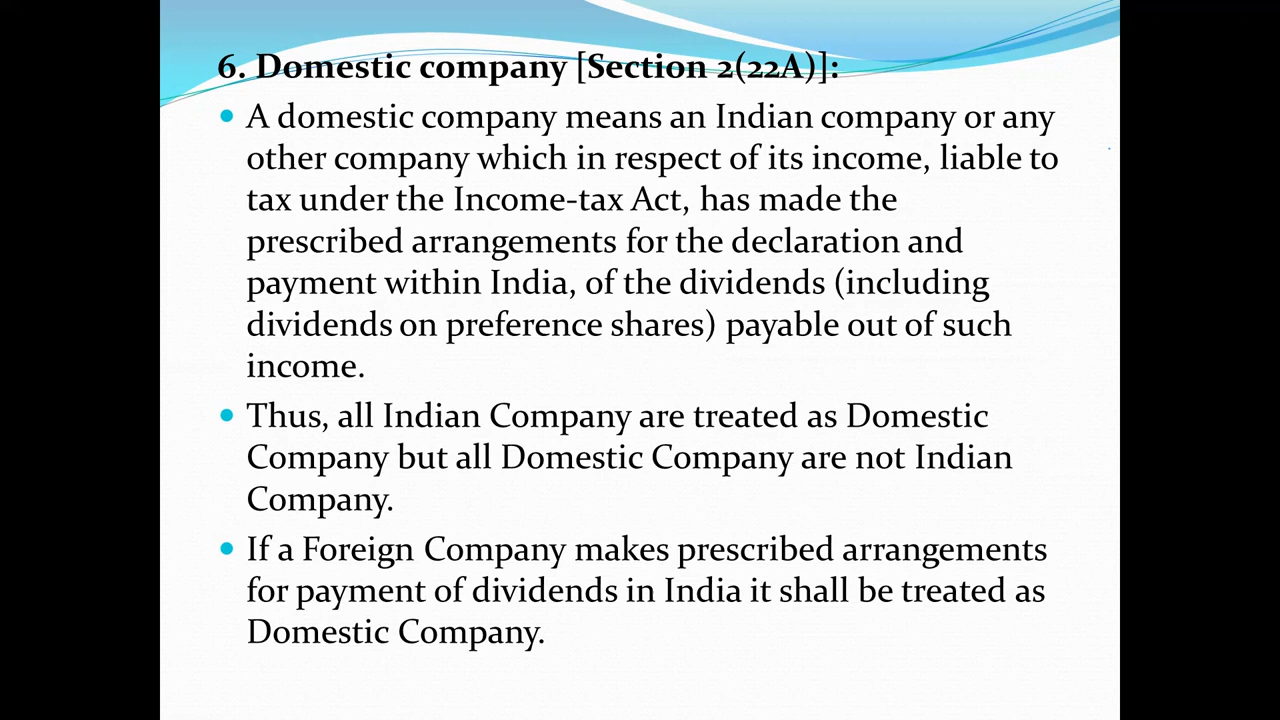 6. Domestic company [Section 2(22A)]:
• A domestic company means an Indian company or any
other company which in respect of its income, liable to
tax under the Income-tax Act, has made the
prescribed arrangements for the declaration and
payment within India, of the dividends (including
dividends on preference shares) payable out of such
income.
• Thus, all Indian Company are treated as Domestic
Company but all Domestic Company are not Indian
Company.
• If a Foreign Company makes prescribed arrangements
for payment of dividends in India it shall be treated as
Domestic Company.